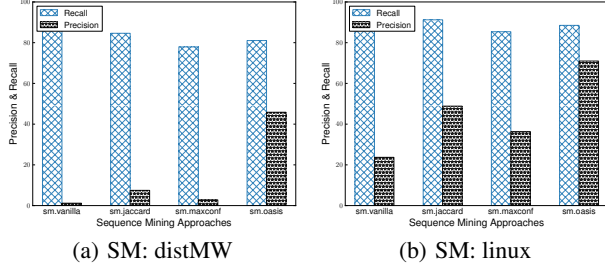 100
80
60
40
20
0
Precision & Recall
Recall
Precision
sm.vanilla sm.jaccard sm.maxconf sm.oasis
Sequence Mining Approaches
(a) SM: distMW
100
80
60
40
20
0
Precision & Recall
Recall
Precision
sm.vanilla sm.jaccard sm.maxconf sm.oasis
Sequence Mining Approaches
(b) SM: linux